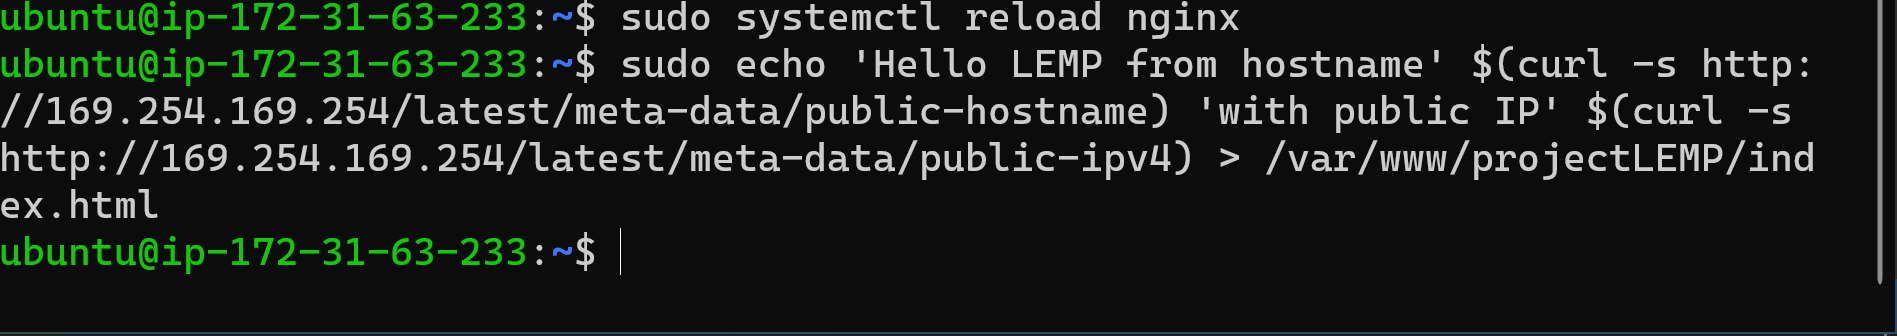 ubuntu@ip-172-31-63-233:~$ sudo systemctl reload nginx
ubuntu@ip-172-31-63-233:~$ sudo echo 'Hello LEMP from hostname' $(curl -s http:
//169.254.169.254/latest/meta-data/public-hostname) 'with public IP' $(curl -s
http://169.254.169.254/latest/meta-data/public-ipv4) > /var/www/projectLEMP/ind
ex.html
ubuntu@ip-172-31-63-233:~$